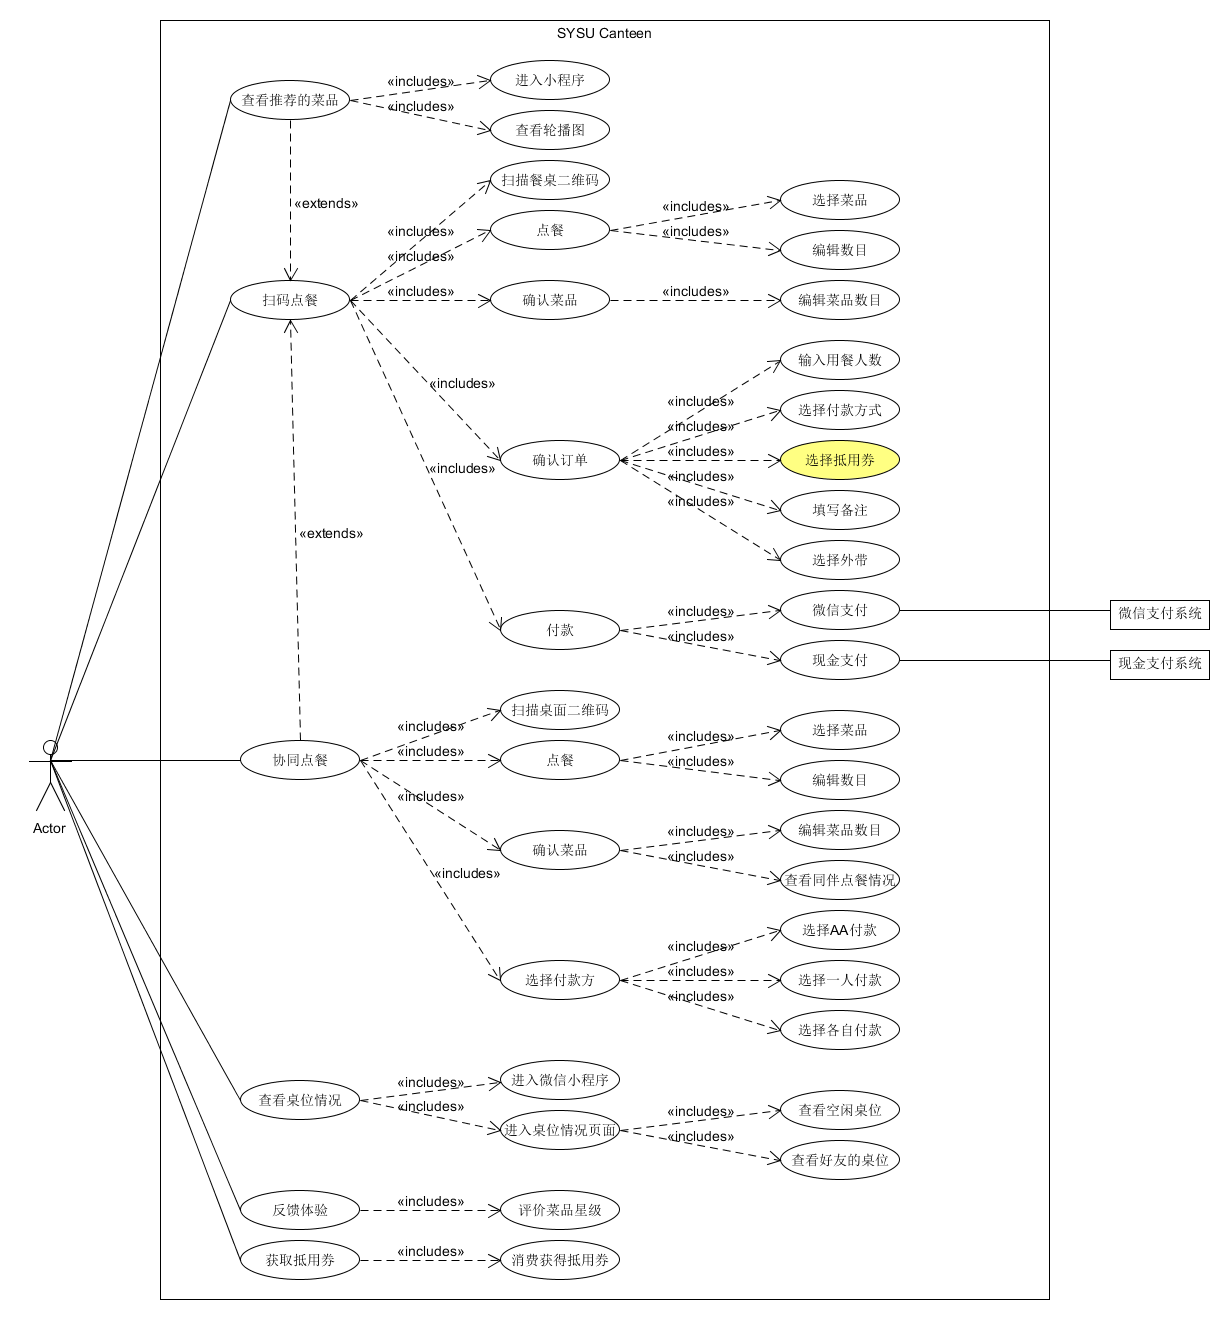 SYSU Canteen
«includes»
进入小程序
查看推荐的菜品
«includes»
查看轮播图
扫描餐桌二维码
«includes»
选择菜品
«extends»
«includes»
点餐
«includes»
编辑数目
«includes»
扫码点餐
«includes»
确认菜品
«includes»
编辑菜品数目
输入用餐人数
«includes»
«includes»
选择付款方式
«includes»
确认订单
«includes»
选择抵用券
«includes»
«includes»
填写备注
«includes»
选择外带
«extends»
付款
«includes»
微信支付
微信支付系统
«includes»
现金支付
现金支付系统
扫描桌面二维码
«includes»
选择菜品
«includes»
协同点餐
«includes»
点餐
«includes»
编辑数目
«includes»
Actor
确认菜品
«includes»
编辑菜品数目
«includes»
查看同伴点餐情况
«includes»
选择AA付款
«includes»
选择付款方
«includes»
选择一人付款
«includes»
选择各自付款
进入微信小程序
«includes»
查看桌位情况
«includes»
进入桌位情况页面
«includes»
查看空闲桌位
«includes»
查看好友的桌位
反馈体验
«includes»
评价菜品星级
获取抵用券
«includes»
消费获得抵用券